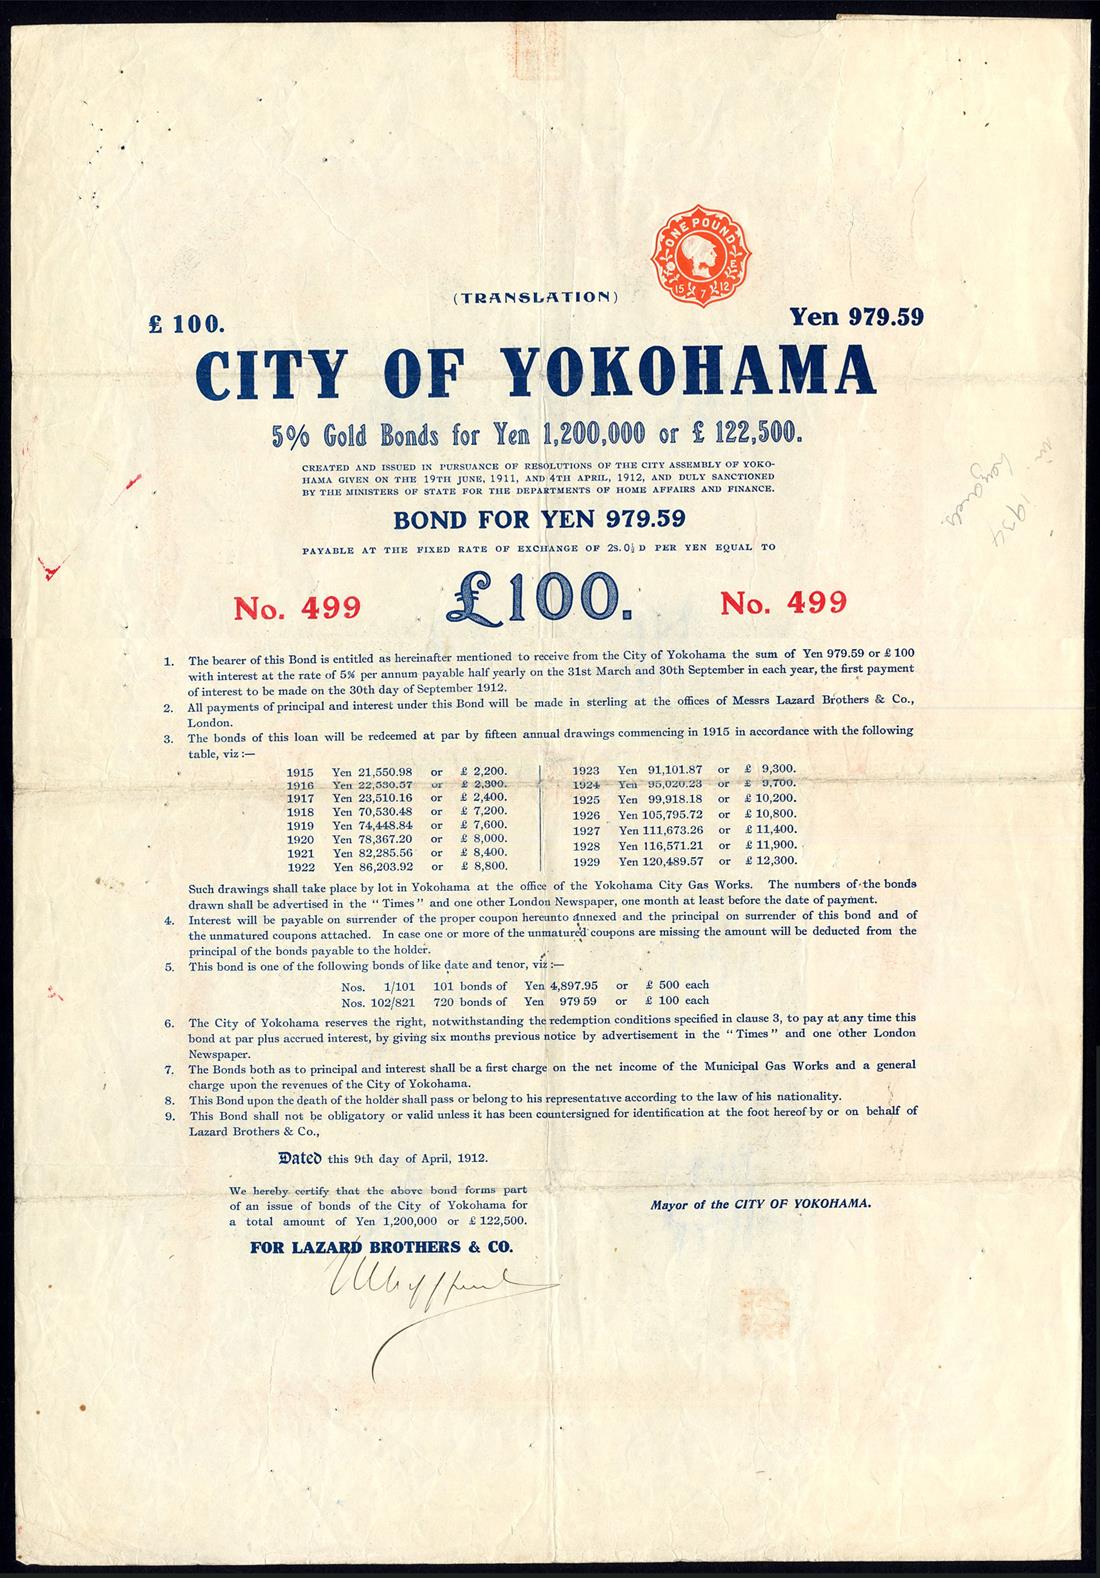 ONE POUND
15 7 12
(TRANSLATION)
£ 100.
Yen 979.59
CITY OF YOKOHAMA
5% Gold Bonds for Yen 1,200,000 or £ 122,500.
CREATED AND ISSUED IN PURSUANCE OF RESOLUTIONS OF THE CITY ASSEMBLY OF YOKO-
HAMA GIVEN ON THE 19TH JUNE, 1911, AND 4TH APRIL, 1912, AND DULY SANCTIONED
BY THE MINISTERS OF STATE FOR THE DEPARTMENTS OF HOME AFFAIRS AND FINANCE.
BOND FOR YEN 979.59
PAYABLE AT THE FIXED RATE OF EXCHANGE OF 2S. 0½ D PER YEN EQUAL TO
No. 499 £100. No. 499
1. The bearer of this Bond is entitled as hereinafter mentioned to receive from the City of Yokohama the sum of Yen 979.59 or £ 100
with interest at the rate of 5% per annum payable half yearly on the 31st March and 30th September in each year, the first payment
of interest to be made on the 30th day of September 1912.
2. All payments of principal and interest under this Bond will be made in sterling at the offices of Messrs Lazard Brothers & Co.,
London.
3. The bonds of this loan will be redeemed at par by fifteen annual drawings commencing in 1915 in accordance with the following
table, viz :—
1915 Yen 21,550.98 or £ 2,200.
1916 Yen 22,530.57 or £ 2,300.
1917 Yen 23,510.16 or £ 2,400.
1918 Yen 70,530.48 or £ 7,200.
1919 Yen 74,448.84 or £ 7,600.
1920 Yen 78,367.20 or £ 8,000.
1921 Yen 82,285.56 or £ 8,400.
1922 Yen 86,203.92 or £ 8,800.
1923 Yen 91,101.87 or £ 9,300.
1924 Yen 95,020.23 or £ 9,700.
1925 Yen 99,918.18 or £ 10,200.
1926 Yen 105,795.72 or £ 10,800.
1927 Yen 111,673.26 or £ 11,400.
1928 Yen 116,571.21 or £ 11,900.
1929 Yen 120,489.57 or £ 12,300.
Such drawings shall take place by lot in Yokohama at the office of the Yokohama City Gas Works. The numbers of the bonds
drawn shall be advertised in the "Times" and one other London Newspaper, one month at least before the date of payment.
4. Interest will be payable on surrender of the proper coupon hereunto annexed and the principal on surrender of this bond and of
the unmatured coupons attached. In case one or more of the unmatured coupons are missing the amount will be deducted from the
principal of the bonds payable to the holder.
5. This bond is one of the following bonds of like date and tenor, viz :—
Nos. 1/101 101 bonds of Yen 4,897.95 or £ 500 each
Nos. 102/821 720 bonds of Yen 979 59 or £ 100 each
6. The City of Yokohama reserves the right, notwithstanding the redemption conditions specified in clause 3, to pay at any time this
bond at par plus accrued interest, by giving six months previous notice by advertisement in the "Times" and one other London
Newspaper.
7. The Bonds both as to principal and interest shall be a first charge on the net income of the Municipal Gas Works and a general
charge upon the revenues of the City of Yokohama.
8. This Bond upon the death of the holder shall pass or belong to his representative according to the law of his nationality.
9. This Bond shall not be obligatory or valid unless it has been countersigned for identification at the foot hereof by or on behalf of
Lazard Brothers & Co.,
Dated this 9th day of April, 1912.
We hereby certify that the above bond forms part
of an issue of bonds of the City of Yokohama for
a total amount of Yen 1,200,000 or £ 122,500.
FOR LAZARD BROTHERS & CO.
Mayor of the CITY OF YOKOHAMA.
1934